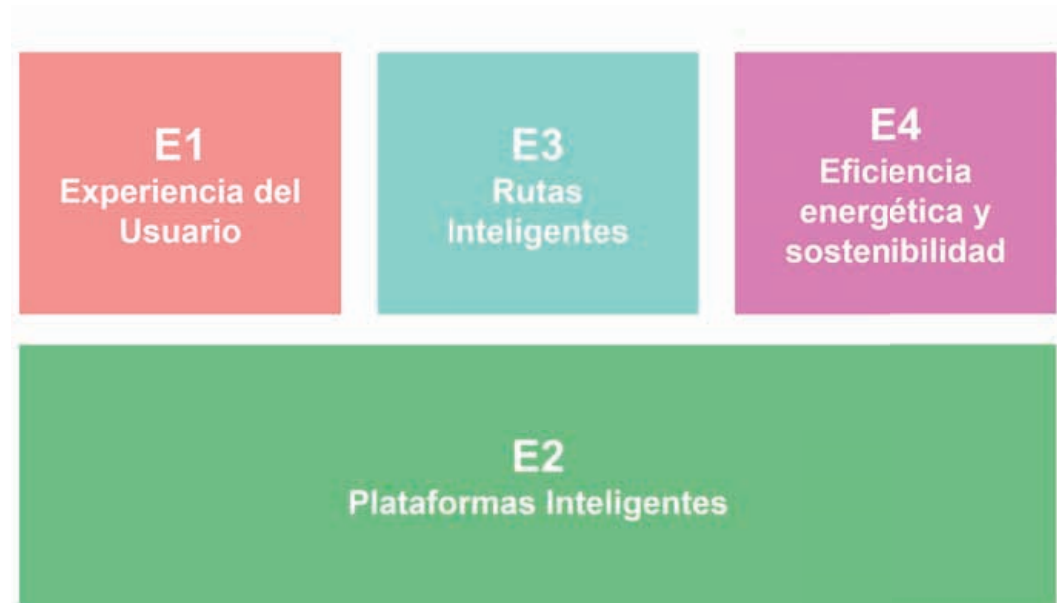 E1
Experiencia del
Usuario
E3
Rutas
Inteligentes
E4
Eficiencia
energética y
sostenibilidad
E2
Plataformas Inteligentes